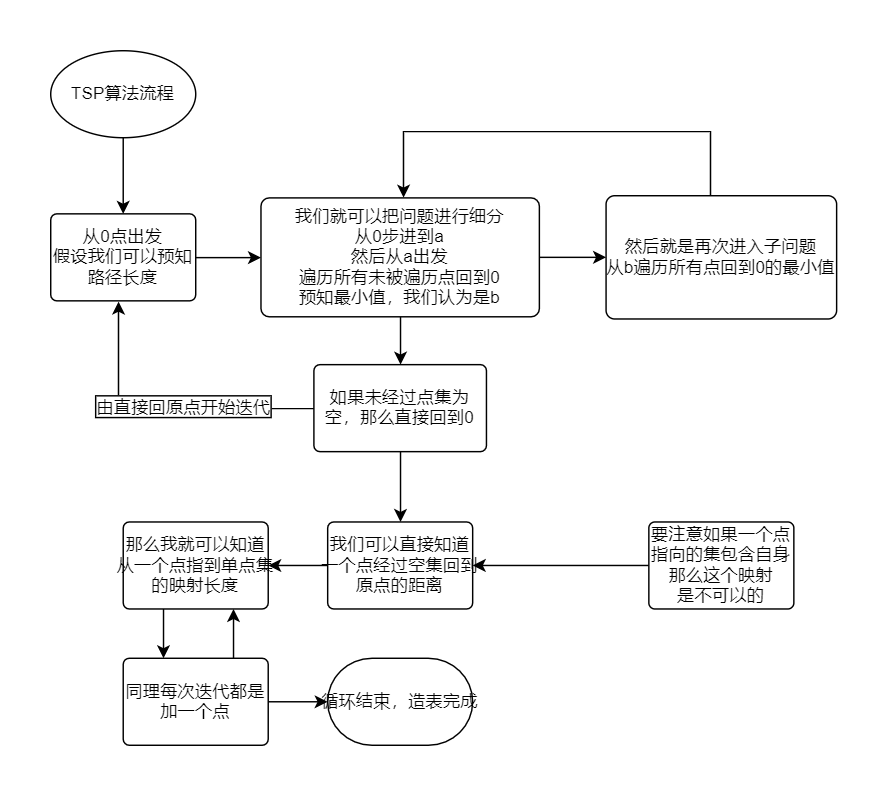 TSP算法流程
从0点出发
假设我们可以预知
路径长度
我们就可以把问题进行细分
从0步进到a
然后从a出发
遍历所有未被遍历点回到0
预知最小值，我们认为是b
然后就是再次进入子问题
从b遍历所有点回到0的最小值
如果未经过点集为
空，那么直接回到0
由直接回原点开始迭代
那么我就可以知道
从一个点指到单点集
的映射长度
我们可以直接知道
一个点经过空集回到
原点的距离
要注意如果一个点
指向的集包含自身
那么这个映射
是不可以的
同理每次迭代都是
加一个点
循环结束，造表完成